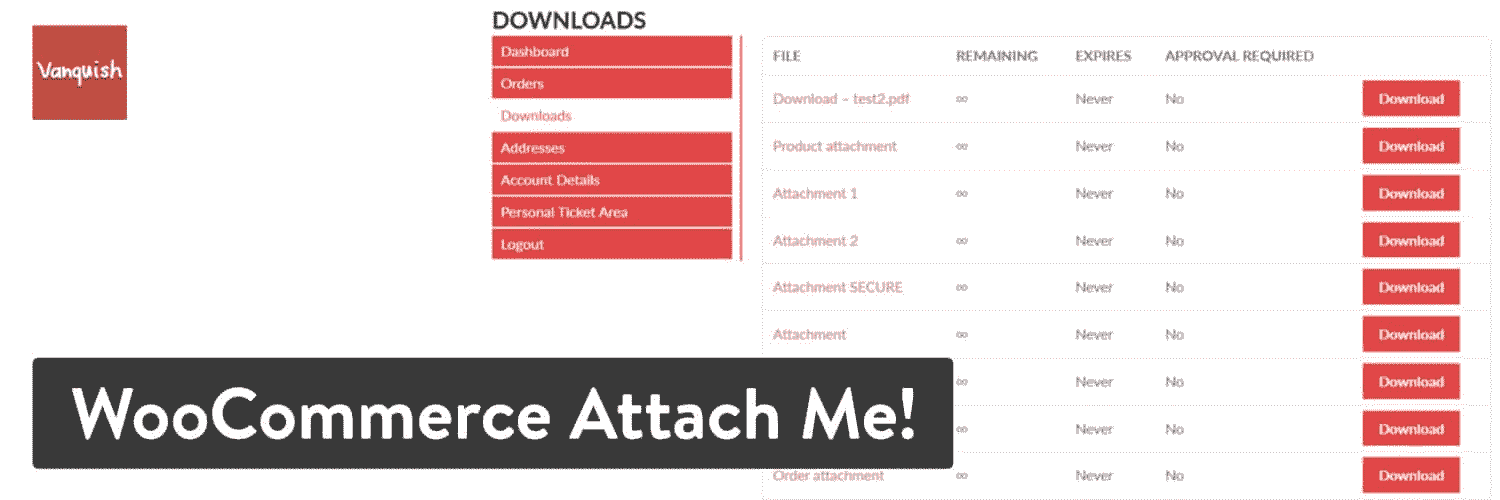 Vanquish
DOWNLOADS
Dashboard
Orders
Downloads
Addresses
Account Details
Personal Ticket Area
Logout
FILE REMAINING EXPIRES APPROVAL REQUIRED
Download – test2.pdf ∞ Never No Download
Product attachment ∞ Never No Download
Attachment 1 ∞ Never No Download
Attachment 2 ∞ Never No Download
Attachment SECURE ∞ Never No Download
Attachment ∞ Never No Download
∞ Never No Download
∞ Never No Download
Order attachment ∞ Never No Download
WooCommerce Attach Me!